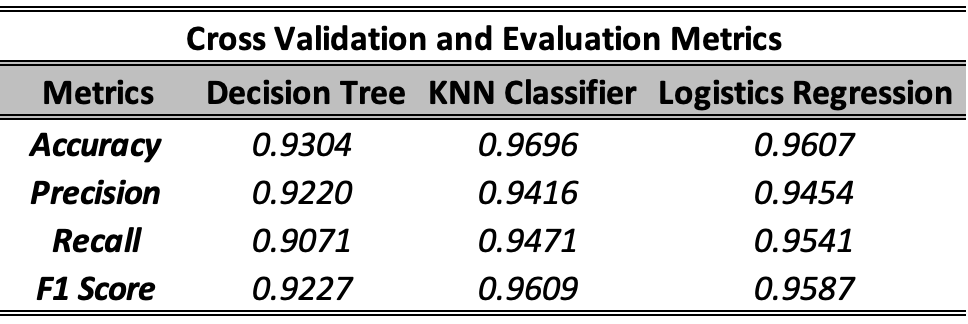 Cross Validation and Evaluation Metrics
Metrics Decision Tree KNN Classifier Logistics Regression
Accuracy 0.9304 0.9696 0.9607
Precision 0.9220 0.9416 0.9454
Recall 0.9071 0.9471 0.9541
F1 Score 0.9227 0.9609 0.9587